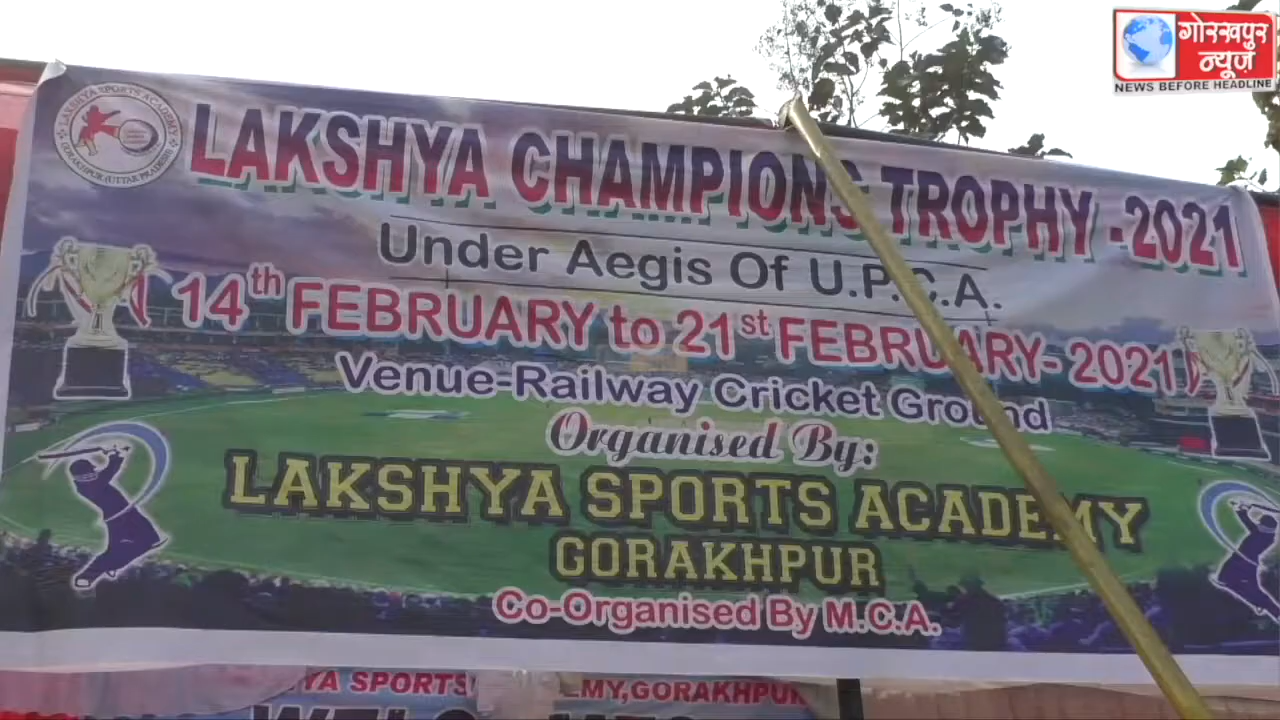 गोरखपुर
न्यूज़
NEWS BEFORE HEADLINE
LAKSHYA SPORTS ACADEMY
GORAKHPUR (UTTAR PRADESH)
LAKSHYA CHAMPIONS TROPHY -2021
Under Aegis Of U.P.C.A.
14th FEBRUARY to 21st FEBRUARY- 2021
Venue-Railway Cricket Ground
Organised By:
LAKSHYA SPORTS ACADEMY
GORAKHPUR
Co-Organised By M.C.A.
YA SPORTS
EMY,GORAKHPUR